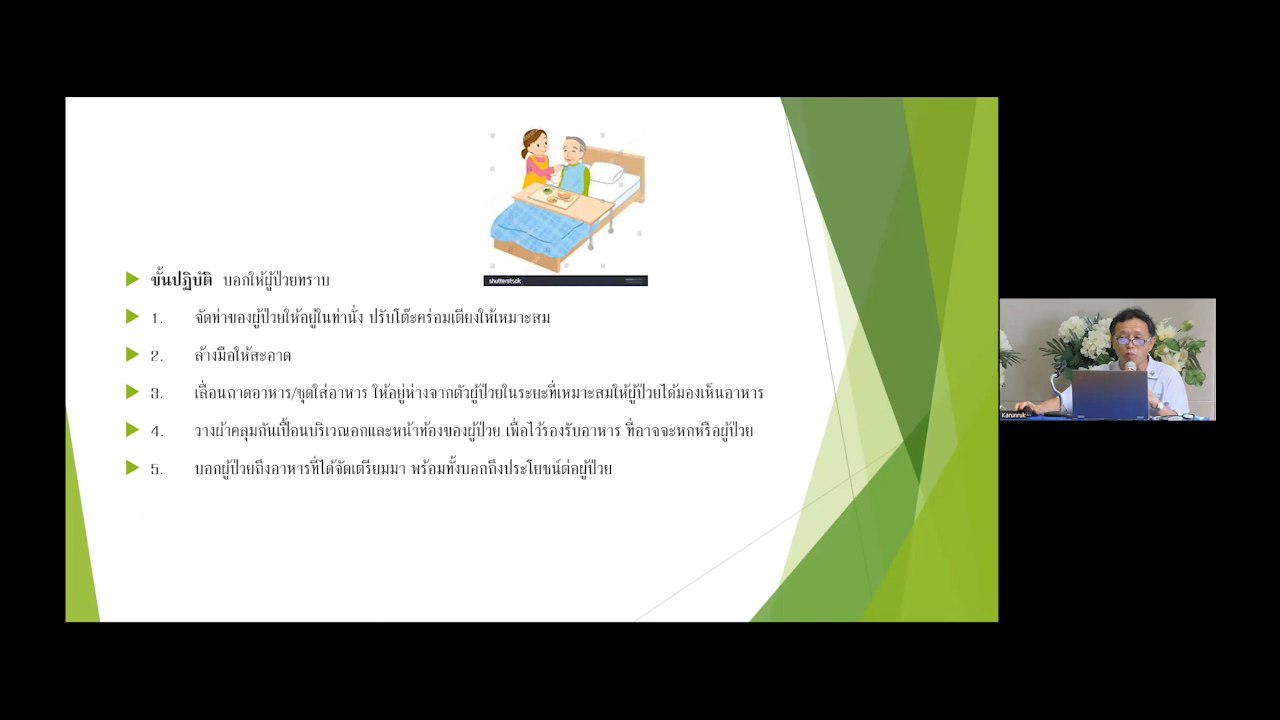 shutterstock
ขั้นปฏิบัติ บอกให้ผู้ป่วยทราบ
1. จัดท่าของผู้ป่วยให้อยู่ในท่านั่ง ปรับโต๊ะคร่อมเตียงให้เหมาะสม
2. ล้างมือให้สะอาด
3. เลื่อนถาดอาหาร/ชุดใส่อาหาร ให้อยู่ห่างจากตัวผู้ป่วยในระยะที่เหมาะสมให้ผู้ป่วยได้มองเห็นอาหาร
4. วางผ้าคลุมกันเปื้อนบริเวณอกและหน้าท้องของผู้ป่วย เพื่อไว้รองรับอาหาร ที่อาจจะหกหรือผู้ป่วย
5. บอกผู้ป่วยถึงอาหารที่ได้จัดเตรียมมา พร้อมทั้งบอกถึงประโยชน์ต่อผู้ป่วย
Karunruk